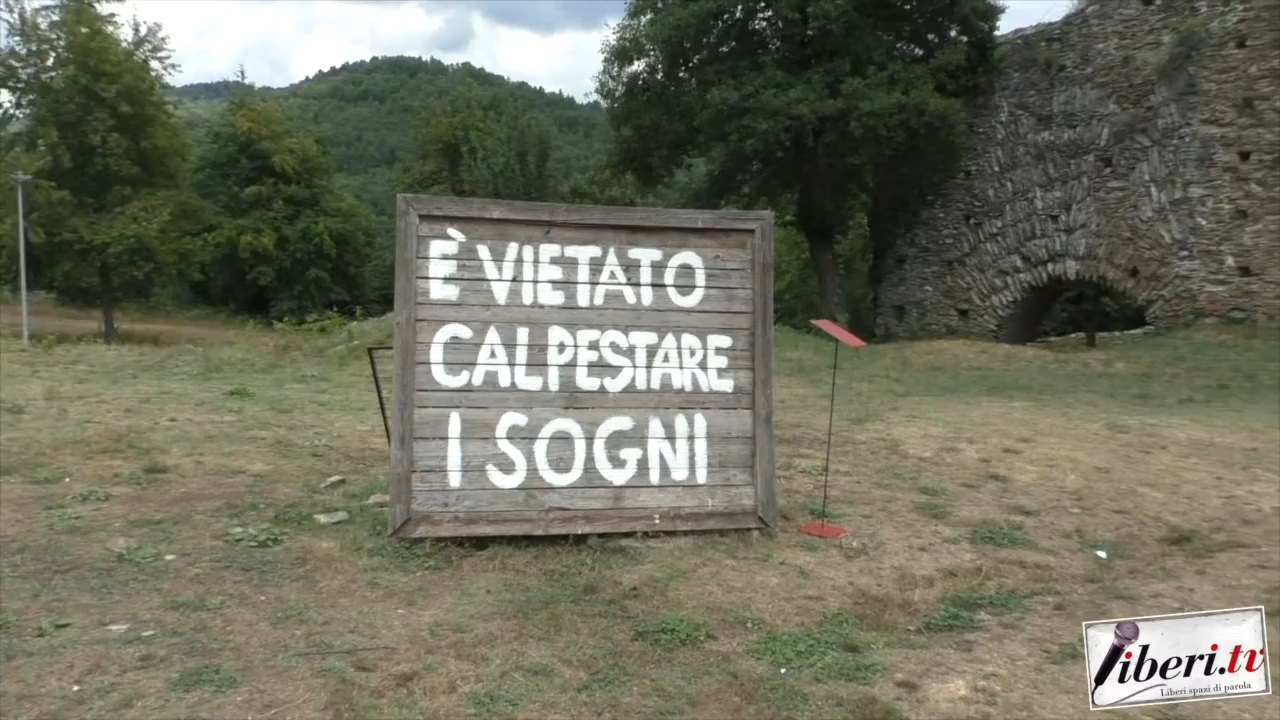 È VIETATO
CALPESTARE
I SOGNI
liberi.tv
Liberi spazi di parola